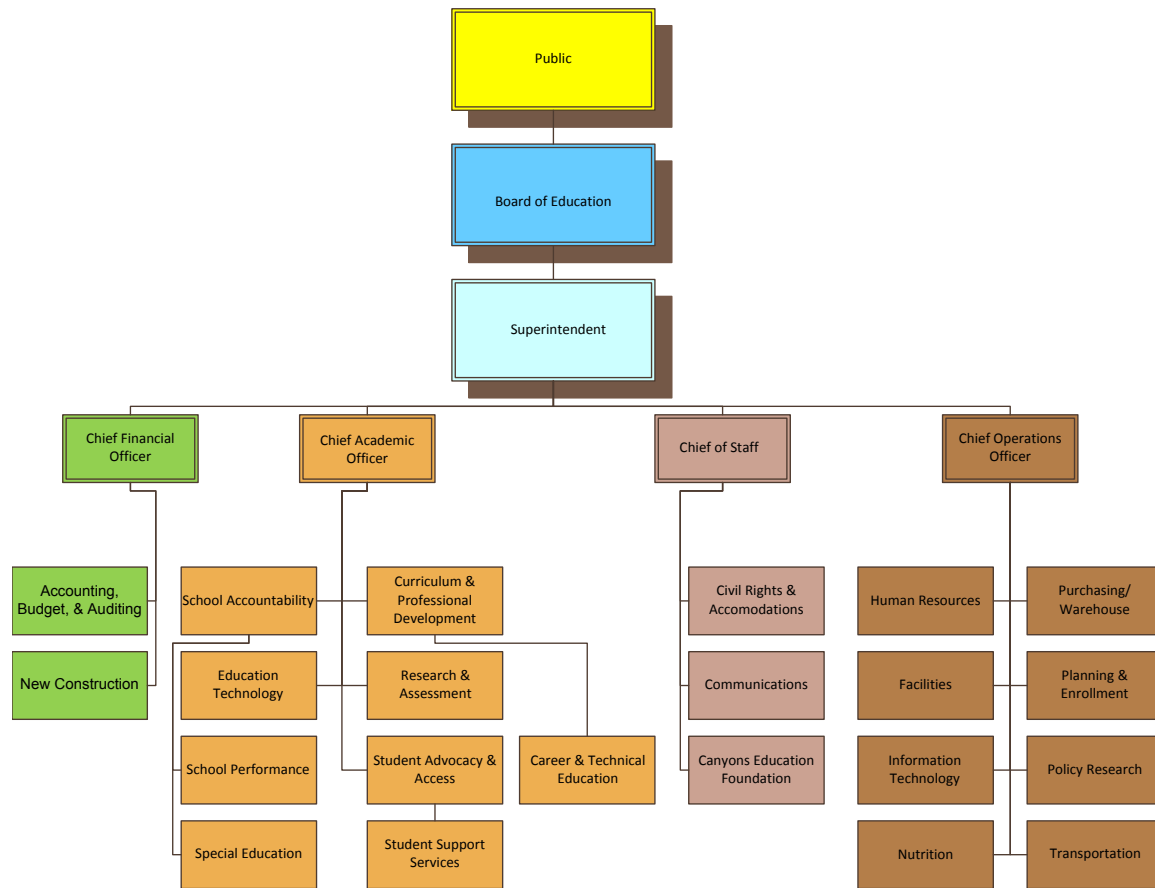 Public
Board of Education
Superintendent
Chief Financial
Officer
Chief Academic
Officer
Chief of Staff
Chief Operations
Officer
Accounting,
Budget, & Auditing
School Accountability
Curriculum &
Professional
Development
Civil Rights &
Accomodations
Human Resources
Purchasing/
Warehouse
New Construction
Education
Technology
Research &
Assessment
Communications
Facilities
Planning &
Enrollment
School Performance
Student Advocacy &
Access
Career & Technical
Education
Canyons Education
Foundation
Information
Technology
Policy Research
Special Education
Student Support
Services
Nutrition
Transportation